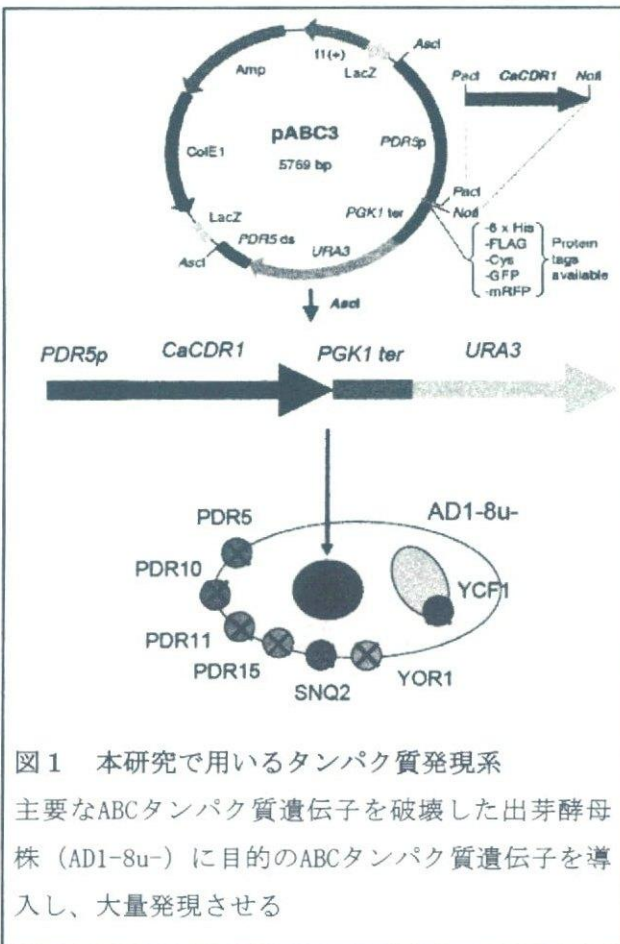 f1(+)
LacZ
AscI
Amp
PacI
CaCDR1
NotI
pABC3
5769 bp
PDR5p
ColE1
PGK1 ter
PacI
NotI
LacZ
PDR5 ds
URA3
AscI
-6 x His
-FLAG
-Cys
-GFP
-mRFP
Protein
tags
available
AscI
PDR5p
CaCDR1
PGK1 ter
URA3
AD1-8u-
PDR5
PDR10
YCF1
PDR11
PDR15
SNQ2
YOR1
図1 本研究で用いるタンパク質発現系
主要なABCタンパク質遺伝子を破壊した出芽酵母
株（AD1-8u-）に目的のABCタンパク質遺伝子を導
入し、大量発現させる